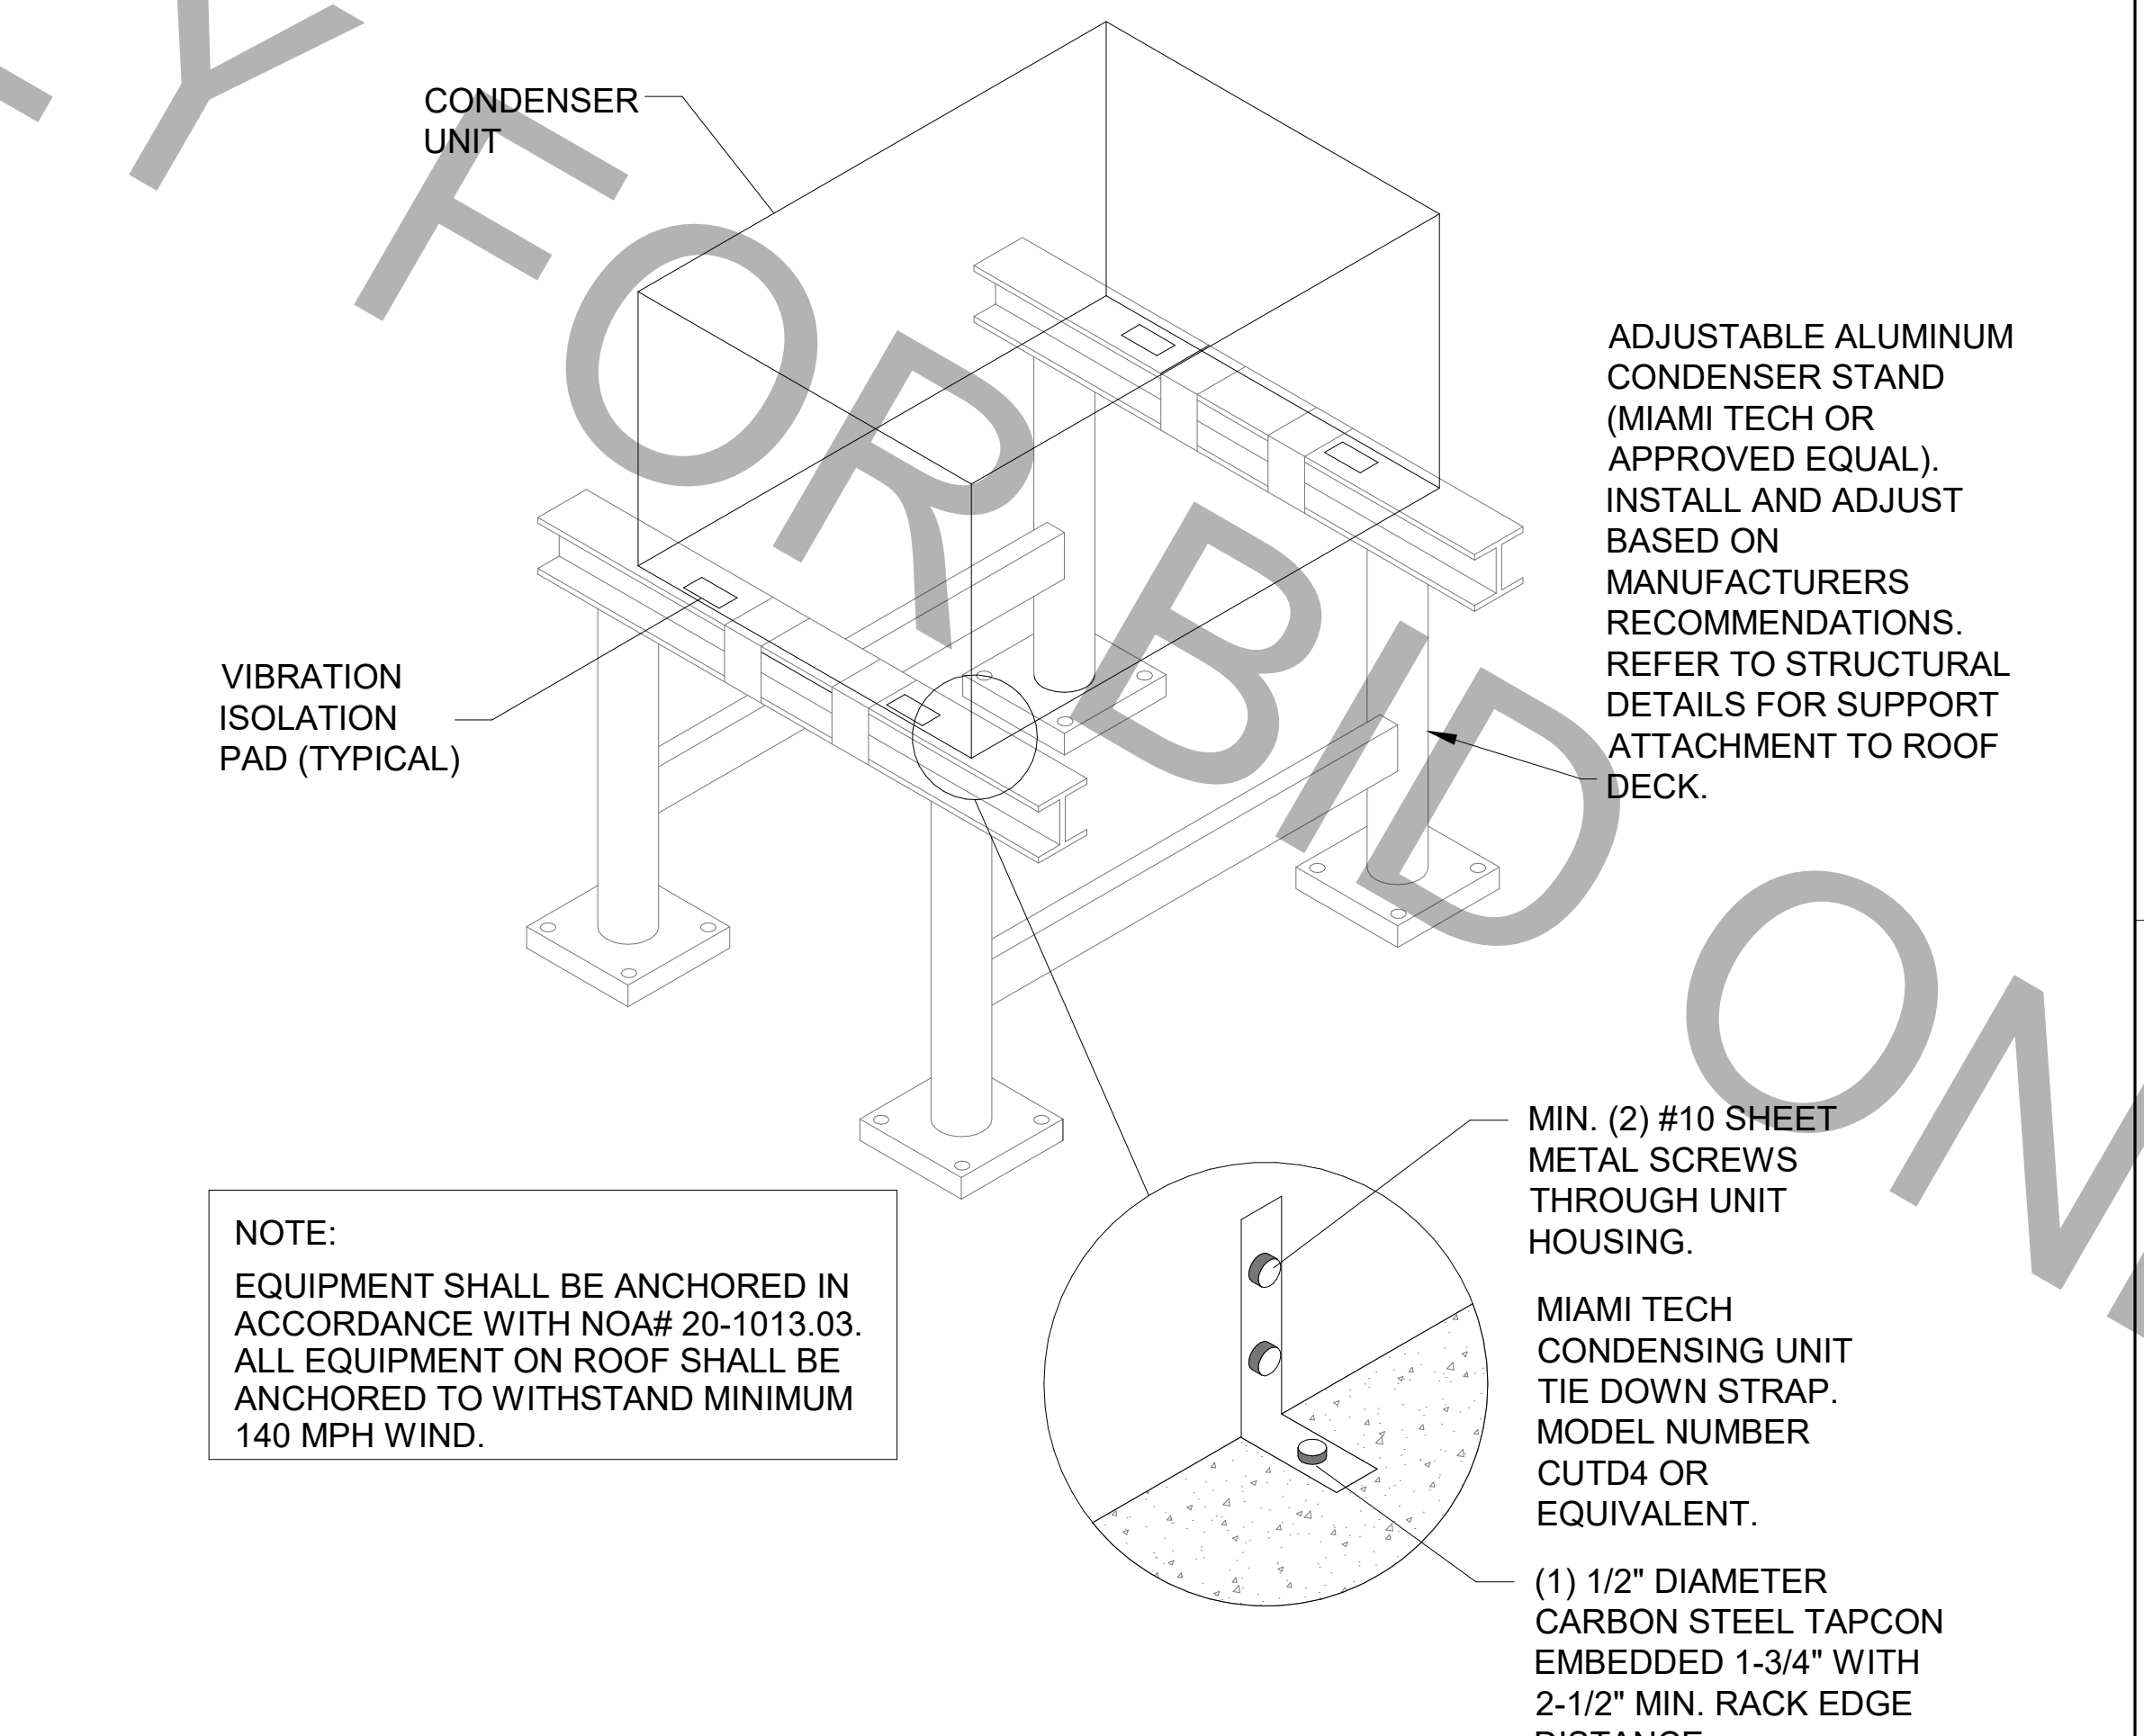 CONDENSER
UNIT
ADJUSTABLE ALUMINUM
CONDENSER STAND
(MIAMI TECH OR
APPROVED EQUAL).
INSTALL AND ADJUST
BASED ON
MANUFACTURERS
RECOMMENDATIONS.
REFER TO STRUCTURAL
DETAILS FOR SUPPORT
ATTACHMENT TO ROOF
DECK.
VIBRATION
ISOLATION
PAD (TYPICAL)
MIN. (2) #10 SHEET
METAL SCREWS
THROUGH UNIT
HOUSING.
MIAMI TECH
CONDENSING UNIT
TIE DOWN STRAP.
MODEL NUMBER
CUTD4 OR
EQUIVALENT.
(1) 1/2" DIAMETER
CARBON STEEL TAPCON
EMBEDDED 1-3/4" WITH
2-1/2" MIN. RACK EDGE
NOTE:
EQUIPMENT SHALL BE ANCHORED IN
ACCORDANCE WITH NOA# 20-1013.03.
ALL EQUIPMENT ON ROOF SHALL BE
ANCHORED TO WITHSTAND MINIMUM
140 MPH WIND.
FOR BID